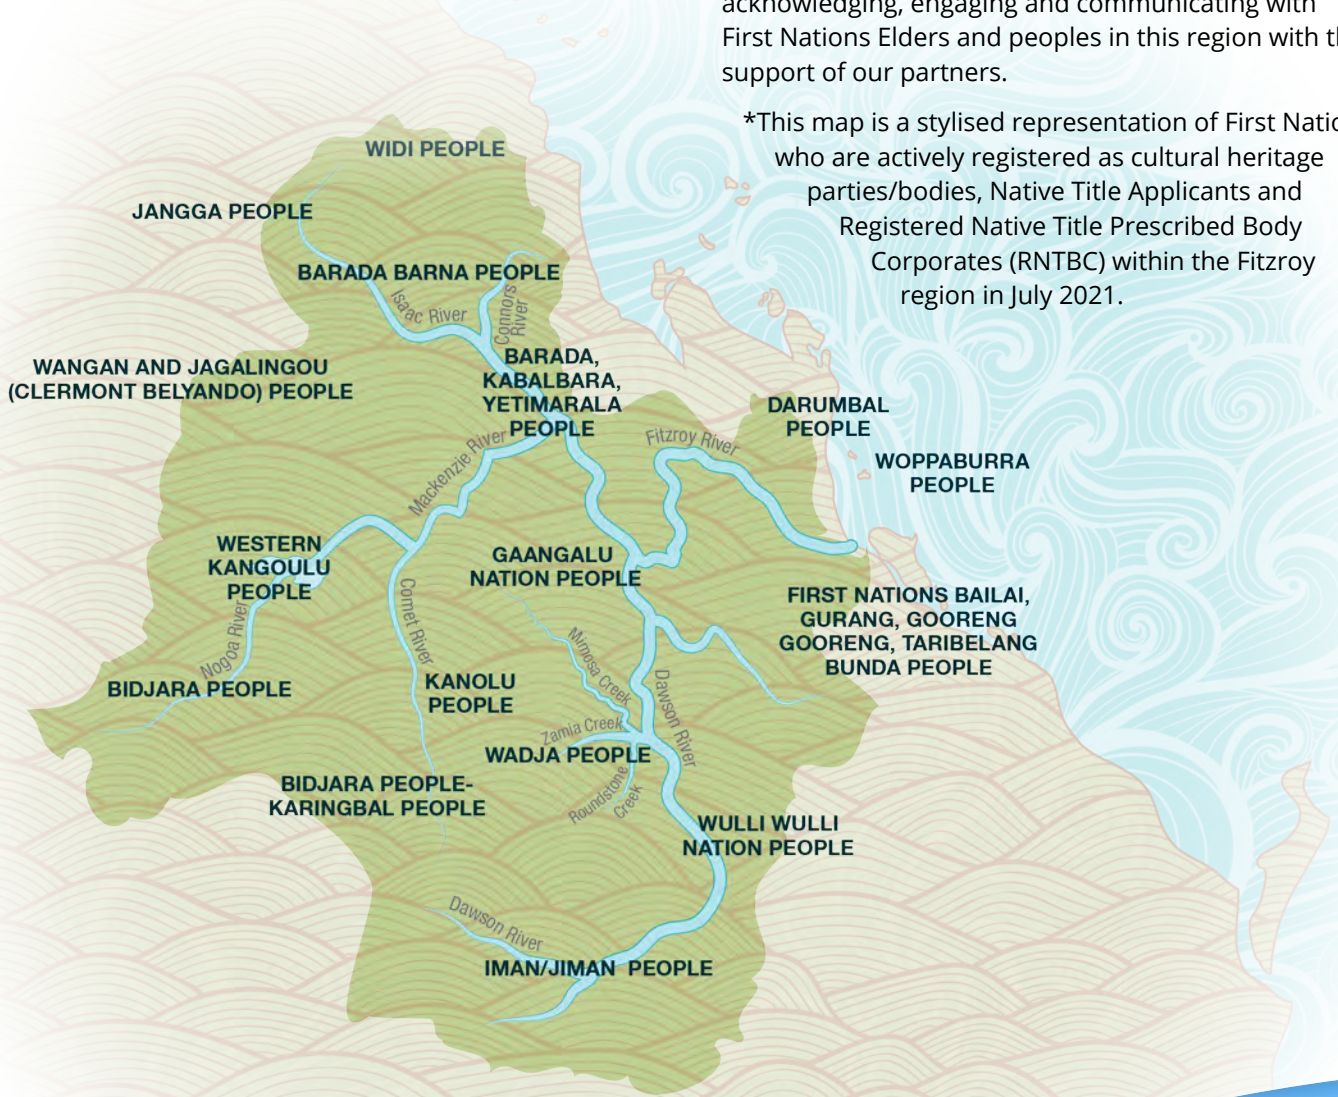 acknowledging, engaging and communicating with
First Nations Elders and peoples in this region with
support of our partners.
*This map is a stylised representation of First
who are actively registered as cultural heritage
parties/bodies, Native Title Applicants and
Registered Native Title Prescribed Body
Corporates (RNTBC) within the Fitzroy
region in July 2021.
WIDI PEOPLE
JANGGA PEOPLE
BARADA BARNA PEOPLE
Isaac River
Connors
River
WANGAN AND JAGALINGOU
(CLERMONT BELYANDO) PEOPLE
BARADA,
KABALBARA,
YETIMARALA
PEOPLE
DARUMBAL
PEOPLE
Fitzroy River
Mackenzie River
WOPPABURRA
PEOPLE
WESTERN
KANGOULU
PEOPLE
GAANGALU
NATION PEOPLE
FIRST NATIONS BAILAI,
GURANG, GOORENG
GOORENG, TARIBELANG
BUNDA PEOPLE
Comet River
Nogoa River
Mimosa Creek
BIDJARA PEOPLE
KANOLU
PEOPLE
Dawson River
Zamia Creek
WADJA PEOPLE
BIDJARA PEOPLE-
KARINGBAL PEOPLE
Roundstone
Creek
WULLI WULLI
NATION PEOPLE
Dawson River
IMAN/JIMAN PEOPLE